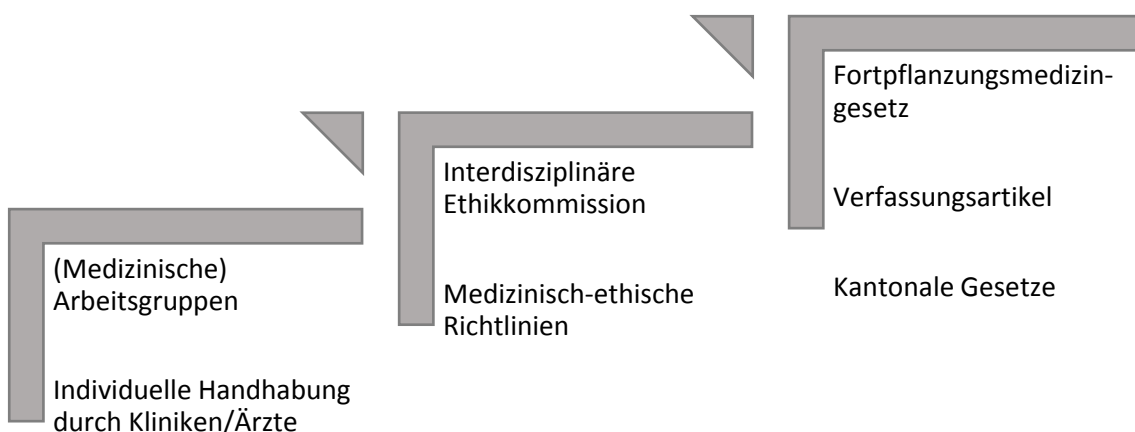 (Medizinische)
Arbeitsgruppen
Individuelle Handhabung
durch Kliniken/Ärzte
Interdisziplinäre
Ethikkommission
Medizinisch-ethische
Richtlinien
Fortpflanzungsmedizin-
gesetz
Verfassungsartikel
Kantonale Gesetze